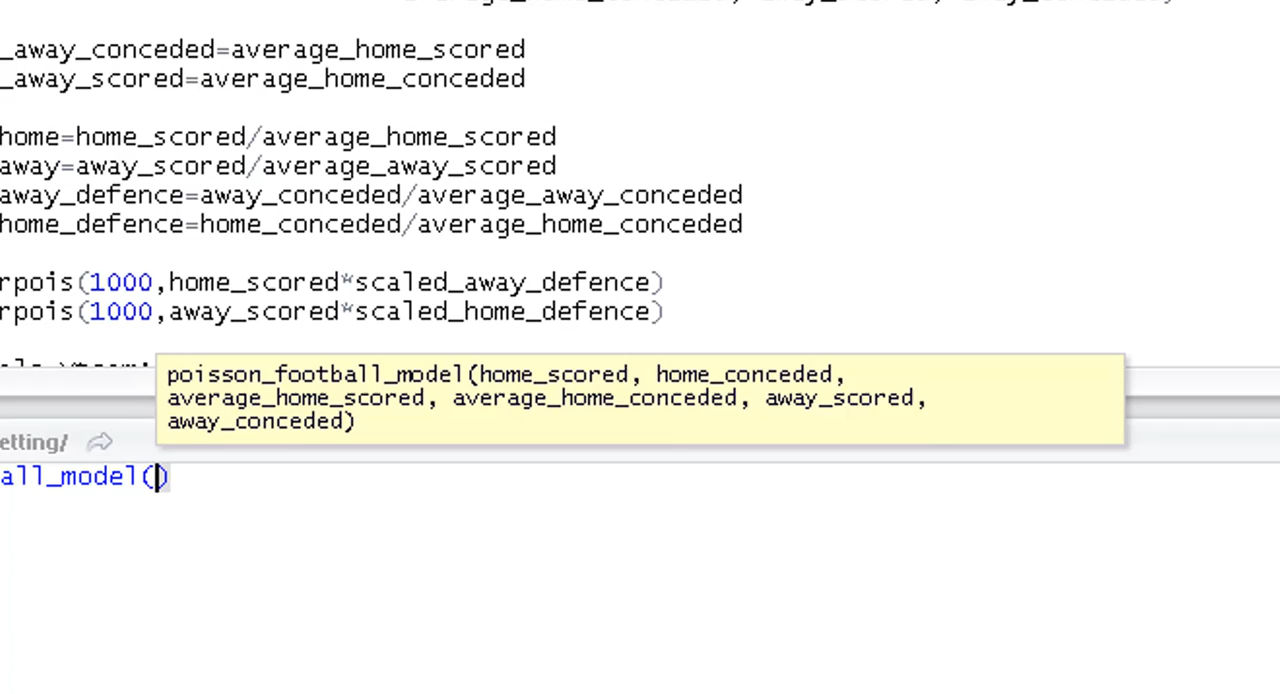 _away_conceded=average_home_scored
_away_scored=average_home_conceded
home=home_scored/average_home_scored
away=away_scored/average_away_scored
away_defence=away_conceded/average_away_conceded
home_defence=home_conceded/average_home_conceded
rpois(1000,home_scored*scaled_away_defence)
rpois(1000,away_scored*scaled_home_defence)
poisson_football_model(home_scored, home_conceded,
average_home_scored, average_home_conceded, away_scored,
away_conceded)
etting/
all_model()